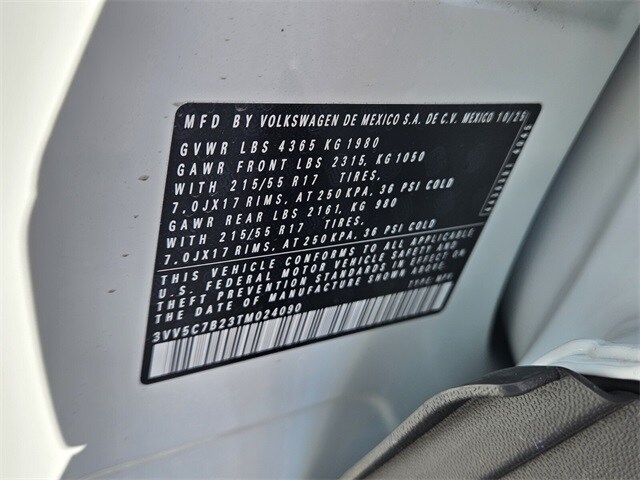 MFD BY VOLKSWAGEN DE MEXICO S.A. DE C.V. MEXICO 10/25
GVWR LBS 4365 KG 1980
GAWR FRONT LBS 2315, KG 1050
WITH 215/55 R17 TIRES,
7.0JX17 RIMS, AT 250 KPA, 36 PSI COLD
GAWR REAR LBS 2161, KG 980
WITH 215/55 R17 TIRES,
7.0JX17 RIMS, AT 250 KPA, 36 PSI COLD
THIS VEHICLE CONFORMS TO ALL APPLICABLE
U.S. FEDERAL MOTOR VEHICLE SAFETY AND
THEFT PREVENTION STANDARDS IN EFFECT ON
THE DATE OF MANUFACTURE SHOWN ABOVE.
3VV5C7B23TM024090